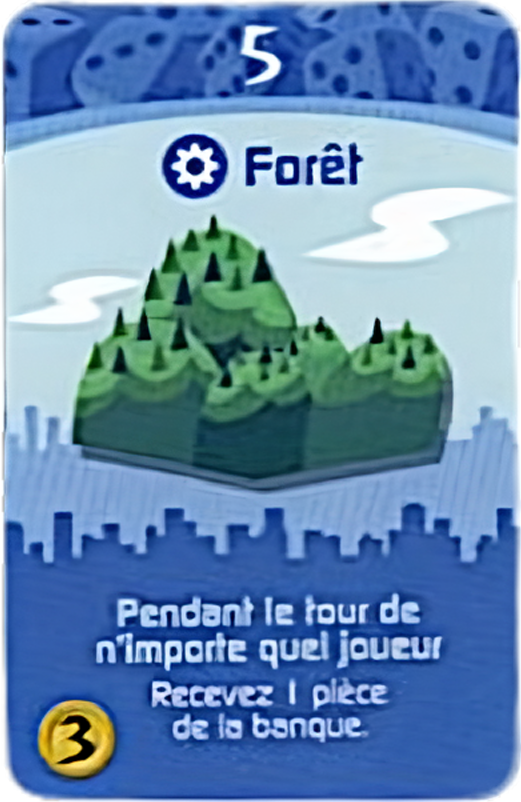 5
Forêt
Pendant le tour de
n'importe quel joueur
Recevez 1 pièce
de la banque.
3